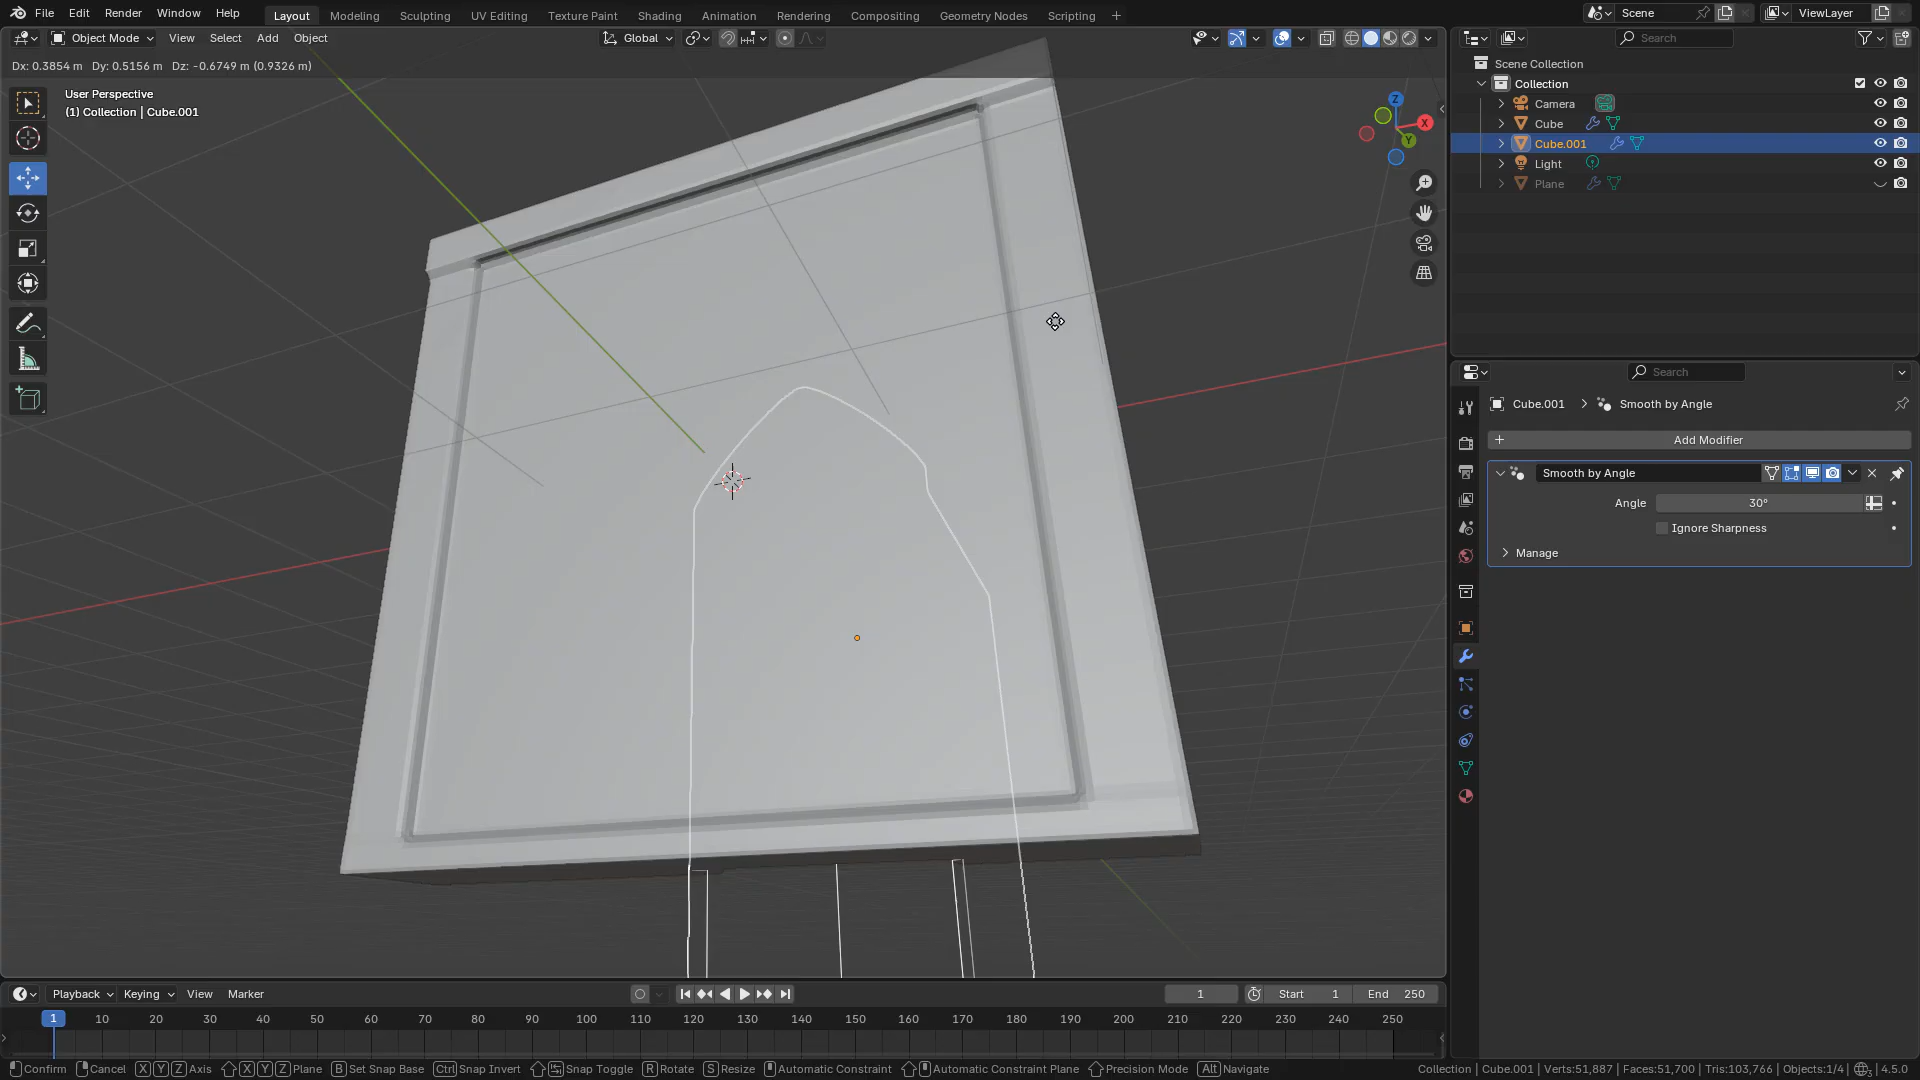 File Edit Render Window Help Layout Modeling Sculpting UV Editing Texture Paint Shading Animation Rendering Compositing Geometry Nodes Scripting + Scene ViewLayer
Object Mode View Select Add Object Global Search
Dx: 0.3854 m Dy: 0.5156 m Dz: -0.6749 m (0.9326 m)
User Perspective
(1) Collection | Cube.001
Z
X
Y
Scene Collection
Collection
Camera
Cube
Cube.001
Light
Plane
Search
Cube.001 > Smooth by Angle
+ Add Modifier
Smooth by Angle
Angle 30°
Ignore Sharpness
Manage
Playback Keying View Marker 1 Start 1 End 250
1 10 20 30 40 50 60 70 80 90 100 110 120 130 140 150 160 170 180 190 200 210 220 230 240 250
Confirm Cancel X Y Z Axis X Y Z Plane B Set Snap Base Ctrl Snap Invert Snap Toggle R Rotate S Resize Automatic Constraint Automatic Constraint Plane Precision Mode Alt Navigate Collection | Cube.001 | Verts:51,887 | Faces:51,700 | Tris:103,766 | Objects:1/4 | 4.5.0